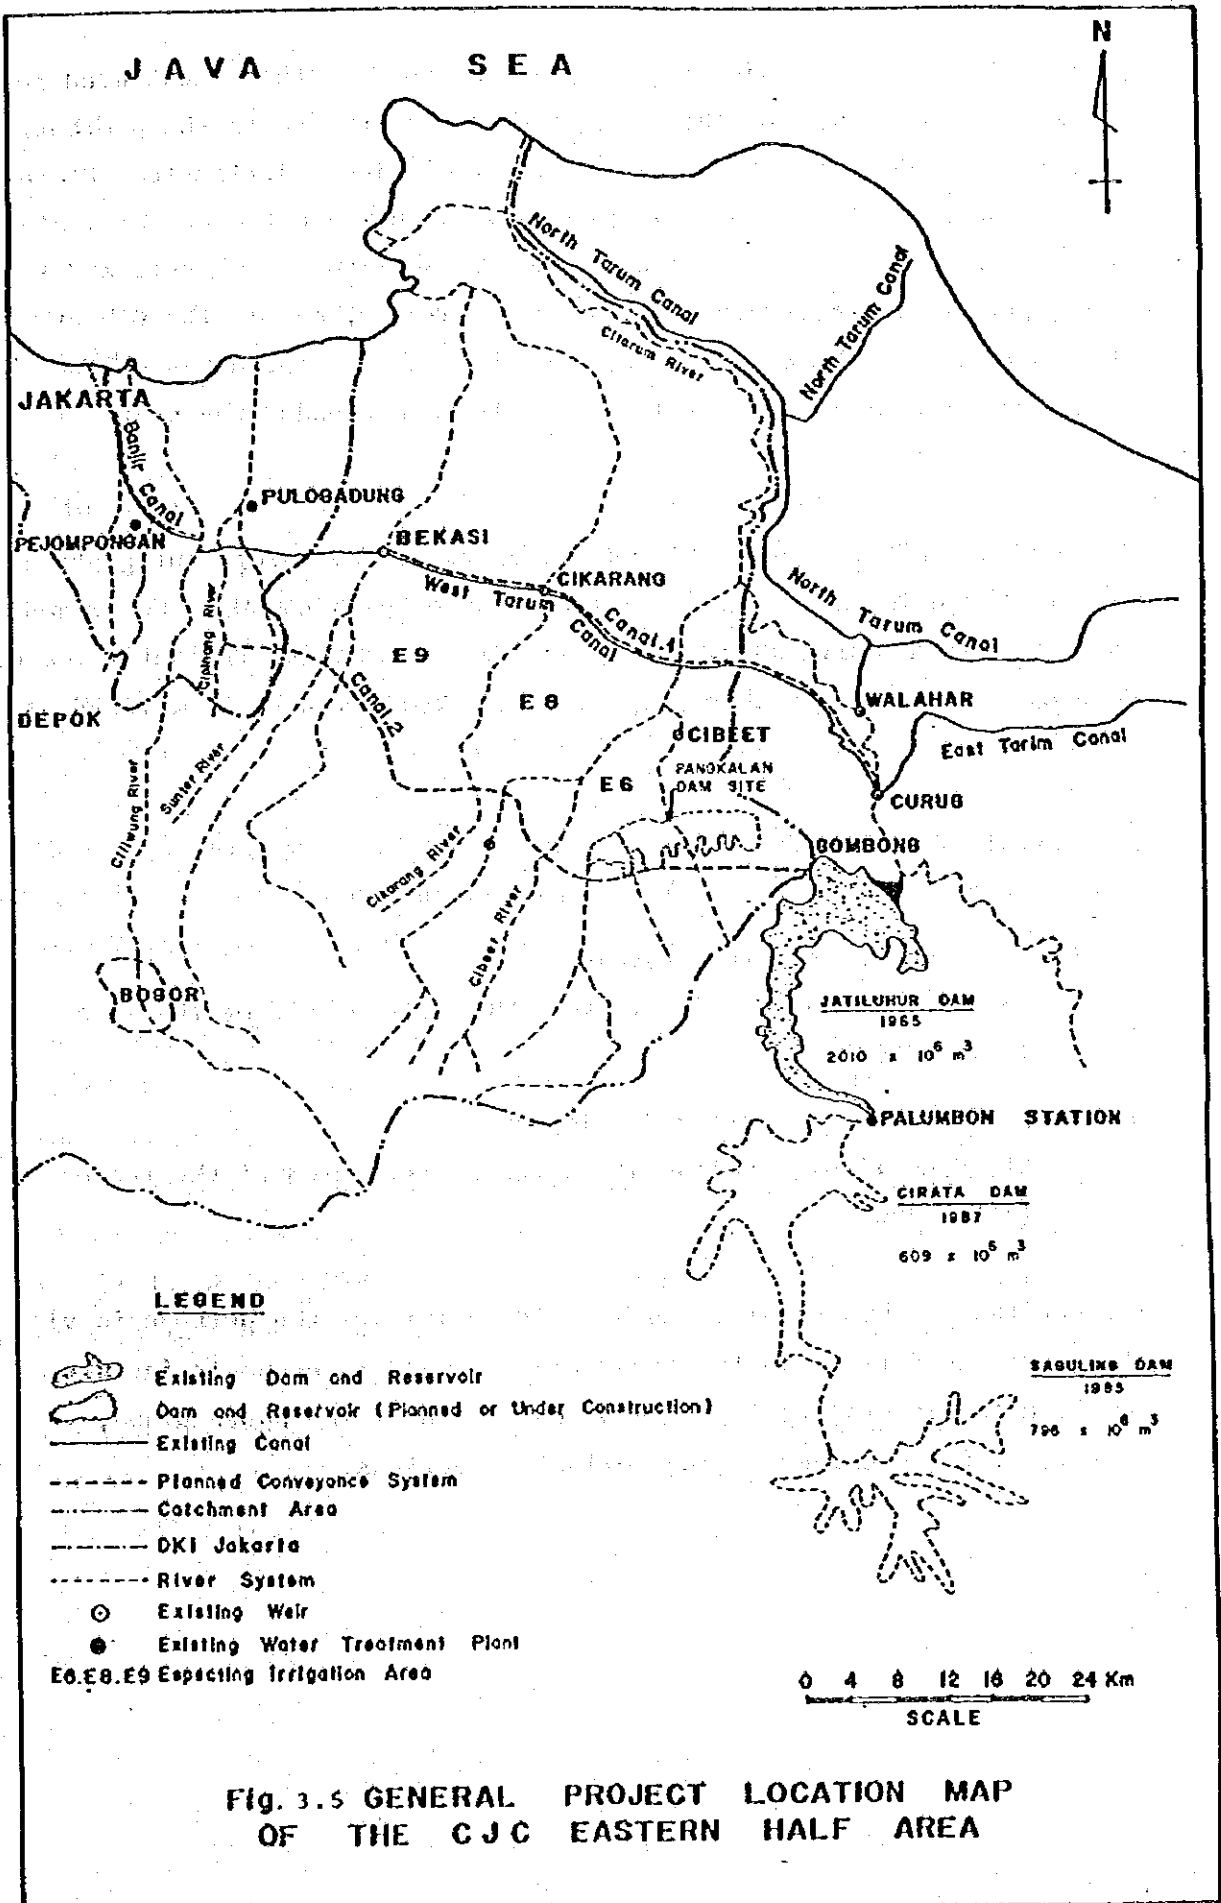 JAVA SEA
N
North Tarum Canal
North Tarum Canal
Citarum River
JAKARTA
Banjir Canal
PULOGADUNG
PEJOMPONGAN
BEKASI
CIKARANG
West Tarum Canal
Canal.1
North Tarum Canal
Cipinang River
E9
Canal.2
E8
WALAHAR
DEPOK
CIBEET
East Tarim Canal
PANGKALAN
DAM SITE
E6
CURUG
Sunter River
Ciliwung River
GOMBONG
Cikarang River
Cibeet River
BOGOR
JATILUHUR DAM
1965
2010 x 10⁶ m³
PALUMBON STATION
CIRATA DAM
1987
609 x 10⁶ m³
SAGULING DAM
1985
796 x 10⁶ m³
LEGEND
Existing Dam and Reservoir
Dam and Reservoir (Planned or Under Construction)
Existing Canal
Planned Conveyance System
Catchment Area
DKI Jakarta
River System
Existing Weir
Existing Water Treatment Plant
E6.E8.E9 Expecting Irrigation Area
0 4 8 12 16 20 24 Km
SCALE
Fig. 3.5 GENERAL PROJECT LOCATION MAP
OF THE CJC EASTERN HALF AREA